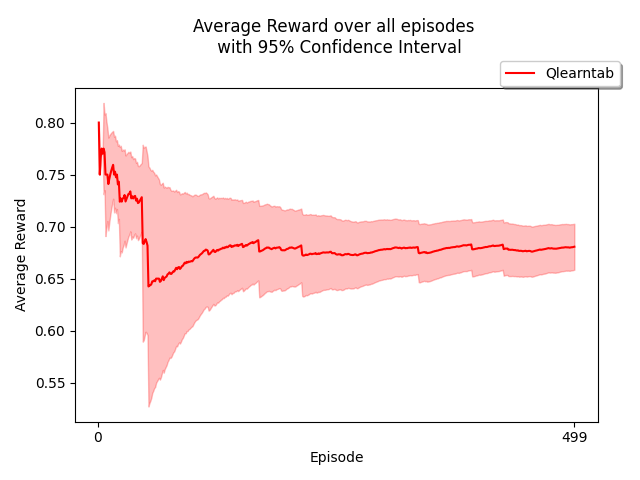 Average Reward over all episodes
with 95% Confidence Interval
Qlearntab
0.80
0.75
0.70
0.65
0.60
0.55
Average Reward
0
499
Episode